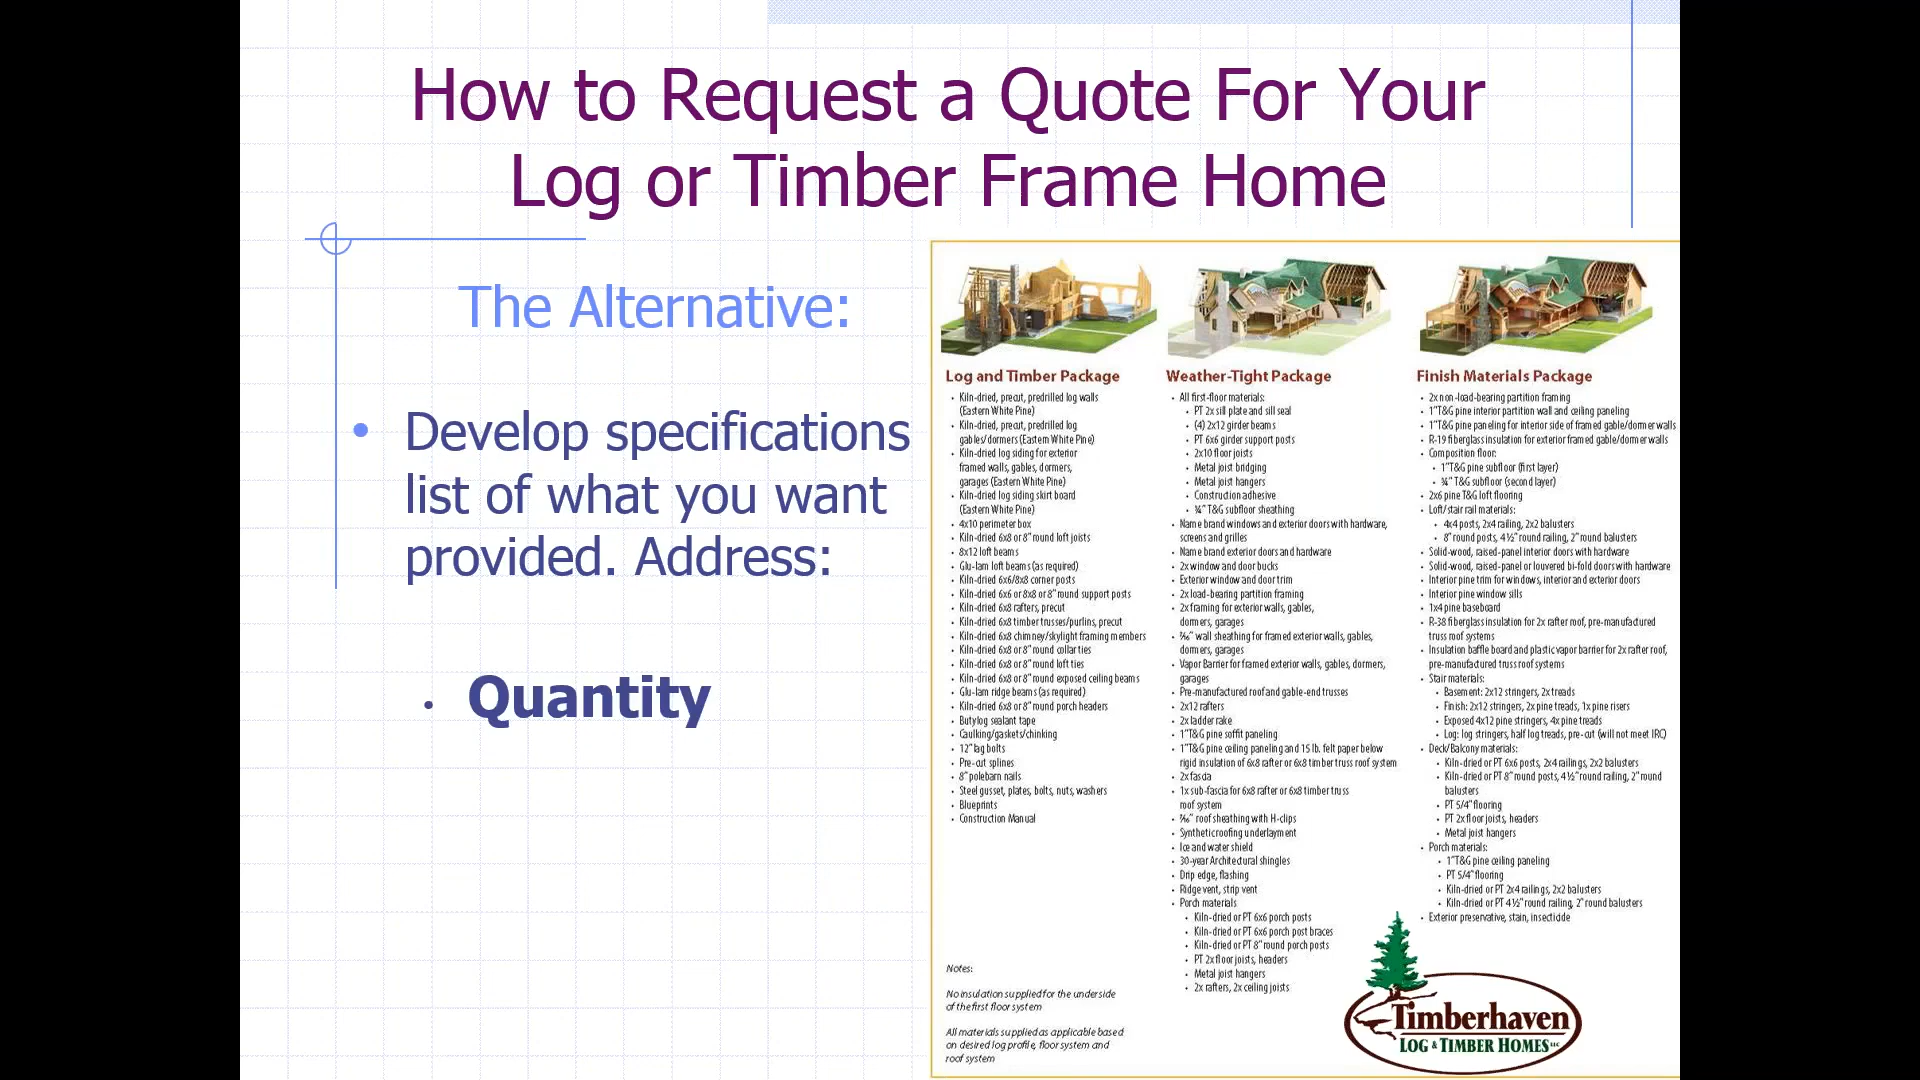 How to Request a Quote For Your
Log or Timber Frame Home
The Alternative:
• Develop specifications
list of what you want
provided. Address:
• Quantity
Log and Timber Package
• Kiln-dried, precut, predrilled log walls
(Eastern White Pine)
• Kiln-dried, precut, predrilled log
gables/dormers (Eastern White Pine)
• Kiln-dried log siding for exterior
framed walls, gables, dormers,
garages (Eastern White Pine)
• Kiln-dried log siding skirt board
(Eastern White Pine)
• 4x10 perimeter box
• Kiln-dried 6x8 or 8" round loft joists
• 8x12 loft beams
• Glu-lam loft beams (as required)
• Kiln-dried 6x6/8x8 corner posts
• Kiln-dried 6x6 or 8x8 or 8" round support posts
• Kiln-dried 6x8 rafters, precut
• Kiln-dried 6x8 timber trusses/purlins, precut
• Kiln-dried 6x8 chimney/skylight framing members
• Kiln-dried 6x8 or 8" round collar ties
• Kiln-dried 6x8 or 8" round loft ties
• Kiln-dried 6x8 or 8" round exposed ceiling beams
• Glu-lam ridge beams (as required)
• Kiln-dried 6x8 or 8" round porch headers
• Butylog sealant tape
• Caulking/gaskets/chinking
• 12" lag bolts
• Pre-cut splines
• 8" polebarn nails
• Steel gusset, plates, bolts, nuts, washers
• Blueprints
• Construction Manual
Notes:
No insulation supplied for the underside
of the first floor system
All materials supplied as applicable based
on desired log profile, floor system and
roof system
Weather-Tight Package
• All first-floor materials:
• PT 2x sill plate and sill seal
• (4) 2x12 girder beams
• PT 6x6 girder support posts
• 2x10 floor joists
• Metal joist bridging
• Metal joist hangers
• Construction adhesive
• ¾" T&G subfloor sheathing
• Name brand windows and exterior doors with hardware,
screens and grilles
• Name brand exterior doors and hardware
• 2x window and door bucks
• Exterior window and door trim
• 2x load-bearing partition framing
• 2x framing for exterior walls, gables,
dormers, garages
• wall sheathing for framed exterior walls, gables,
dormers, garages
• Vapor Barrier for framed exterior walls, gables, dormers,
garages
• Pre-manufactured roof and gable-end trusses
• 2x12 rafters
• 2x ladder rake
• 1"T&G pine soffit paneling
• 1"T&G pine ceiling paneling and 15 lb. felt paper below
rigid insulation of 6x8 rafter or 6x8 timber truss roof system
• 2x fascia
• 1x sub-fascia for 6x8 rafter or 6x8 timber truss
roof system
• roof sheathing with H-clips
• Synthetic roofing underlayment
• Ice and water shield
• 30-year Architectural shingles
• Drip edge, flashing
• Ridge vent, strip vent
• Porch materials
• Kiln-dried or PT 6x6 porch posts
• Kiln-dried or PT 6x6 porch post braces
• Kiln-dried or PT 8" round porch posts
• PT 2x floor joists, headers
• Metal joist hangers
• 2x rafters, 2x ceiling joists
Finish Materials Package
• 2x non-load-bearing partition framing
• 1"T&G pine interior partition wall and ceiling paneling
• 1"T&G pine paneling for interior side of framed gable/dormer walls
• R-19 fiberglass insulation for exterior framed gable/dormer walls
• Composition floor:
• 1"T&G pine subfloor (first layer)
• ¾" T&G subfloor (second layer)
• 2x6 pine T&G loft flooring
• Loft/stair rail materials:
• 4x4 posts, 2x4 railing, 2x2 balusters
• 8" round posts, 4 ½" round railing, 2" round balusters
• Solid-wood, raised-panel interior doors with hardware
• Solid-wood, raised-panel or louvered bi-fold doors with hardware
• Interior pine trim for windows, interior and exterior doors
• Interior pine window sills
• 1x4 pine baseboard
• R-38 fiberglass insulation for 2x rafter roof, pre-manufactured
truss roof systems
• Insulation baffle board and plastic vapor barrier for 2x rafter roof,
pre-manufactured truss roof systems
• Stair materials:
• Basement: 2x12 stringers, 2x treads
• Finish: 2x12 stringers, 2x pine treads, 1x pine risers
• Exposed 4x12 pine stringers, 4x pine treads
• Log: log stringers, half log treads, pre-cut (will not meet IRC)
• Deck/Balcony materials:
• Kiln-dried or PT 6x6 posts, 2x4 railings, 2x2 balusters
• Kiln-dried or PT 8" round posts, 4 ½" round railing, 2" round
balusters
• PT 5/4" flooring
• PT 2x floor joists, headers
• Metal joist hangers
• Porch materials:
• 1"T&G pine ceiling paneling
• PT 5/4" flooring
• Kiln-dried or PT 2x4 railings, 2x2 balusters
• Kiln-dried or PT 4 ½" round railing, 2" round balusters
• Exterior preservative, stain, insecticide
Timberhaven
LOG & TIMBER HOMES LLC